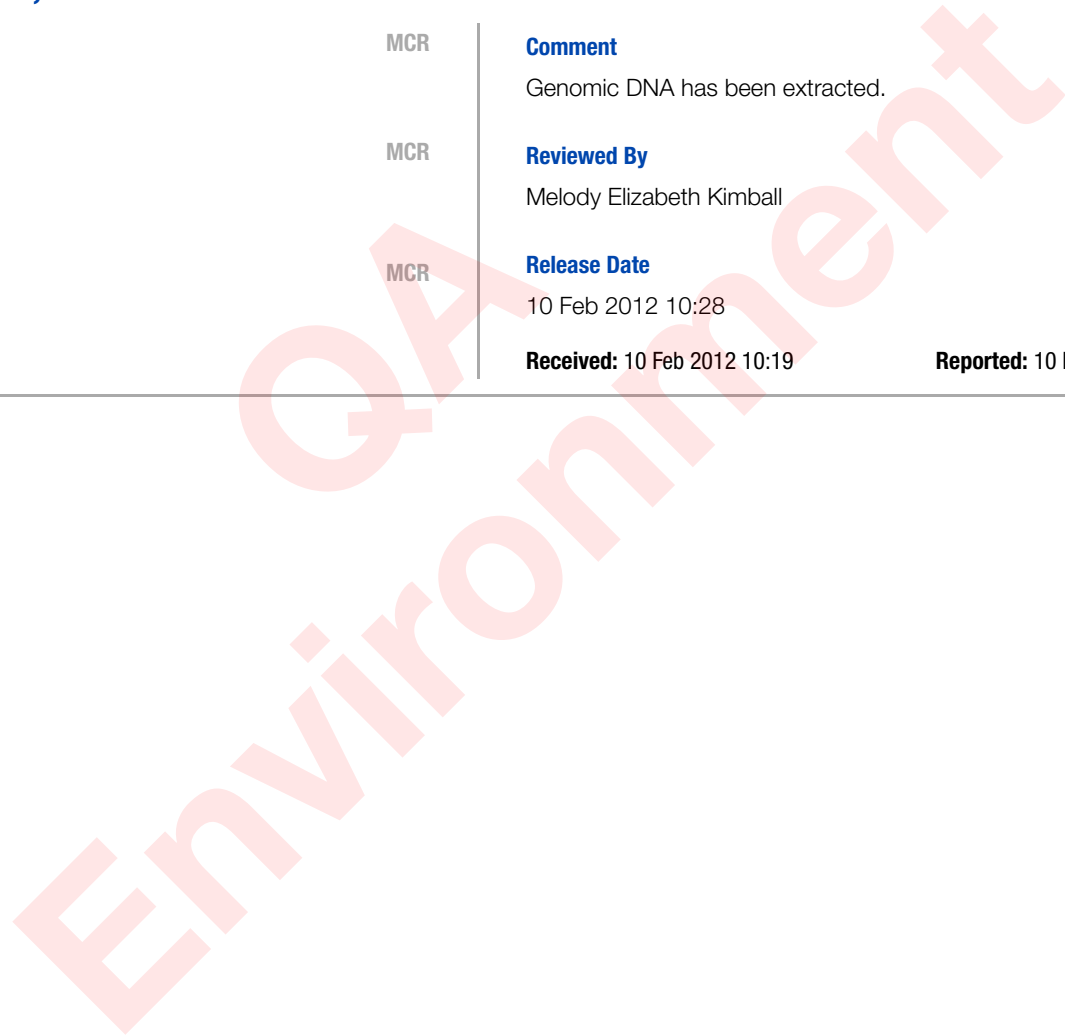 MCR
Comment
Genomic DNA has been extracted.
MCR
Reviewed By
Melody Elizabeth Kimball
MCR
Release Date
10 Feb 2012 10:28
Received: 10 Feb 2012 10:19 Reported: 10
QA
Environment